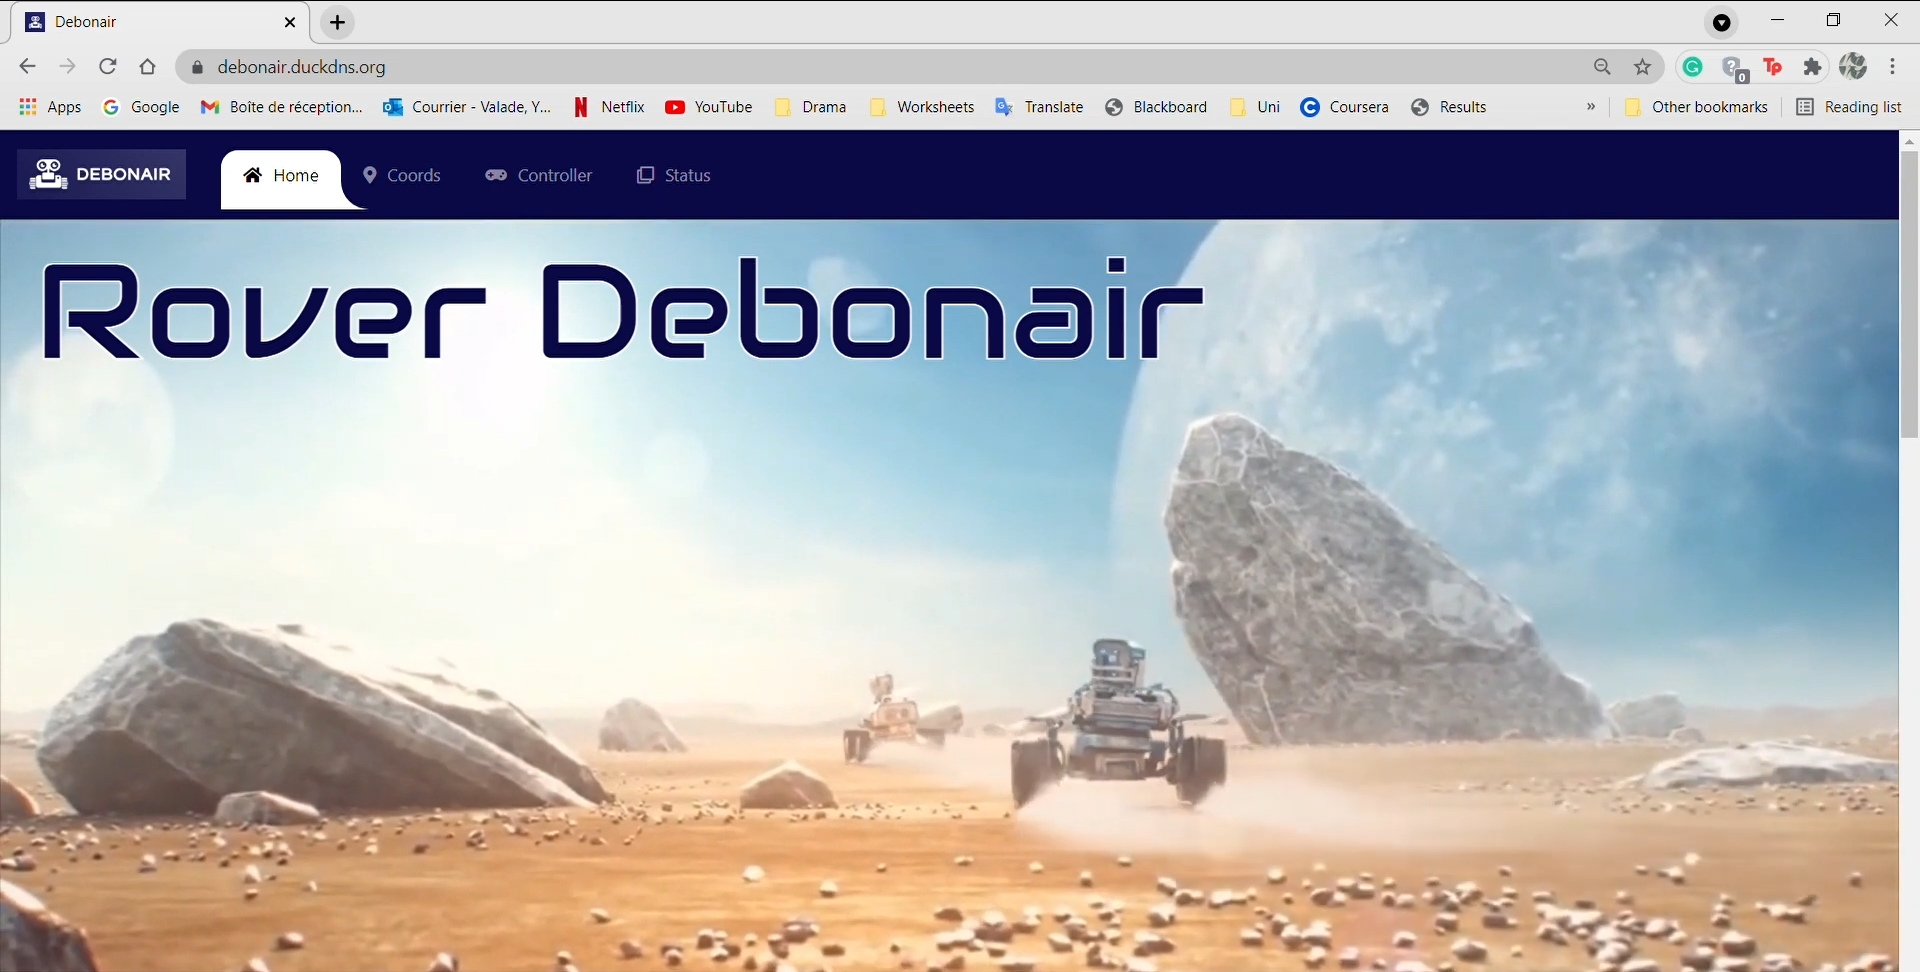 Debonair
debonair.duckdns.org
Apps Google Boîte de réception... Courrier - Valade, Y... Netflix YouTube Drama Worksheets Translate Blackboard Uni Coursera Results » Other bookmarks Reading list
DEBONAIR Home Coords Controller Status
Rover Debonair